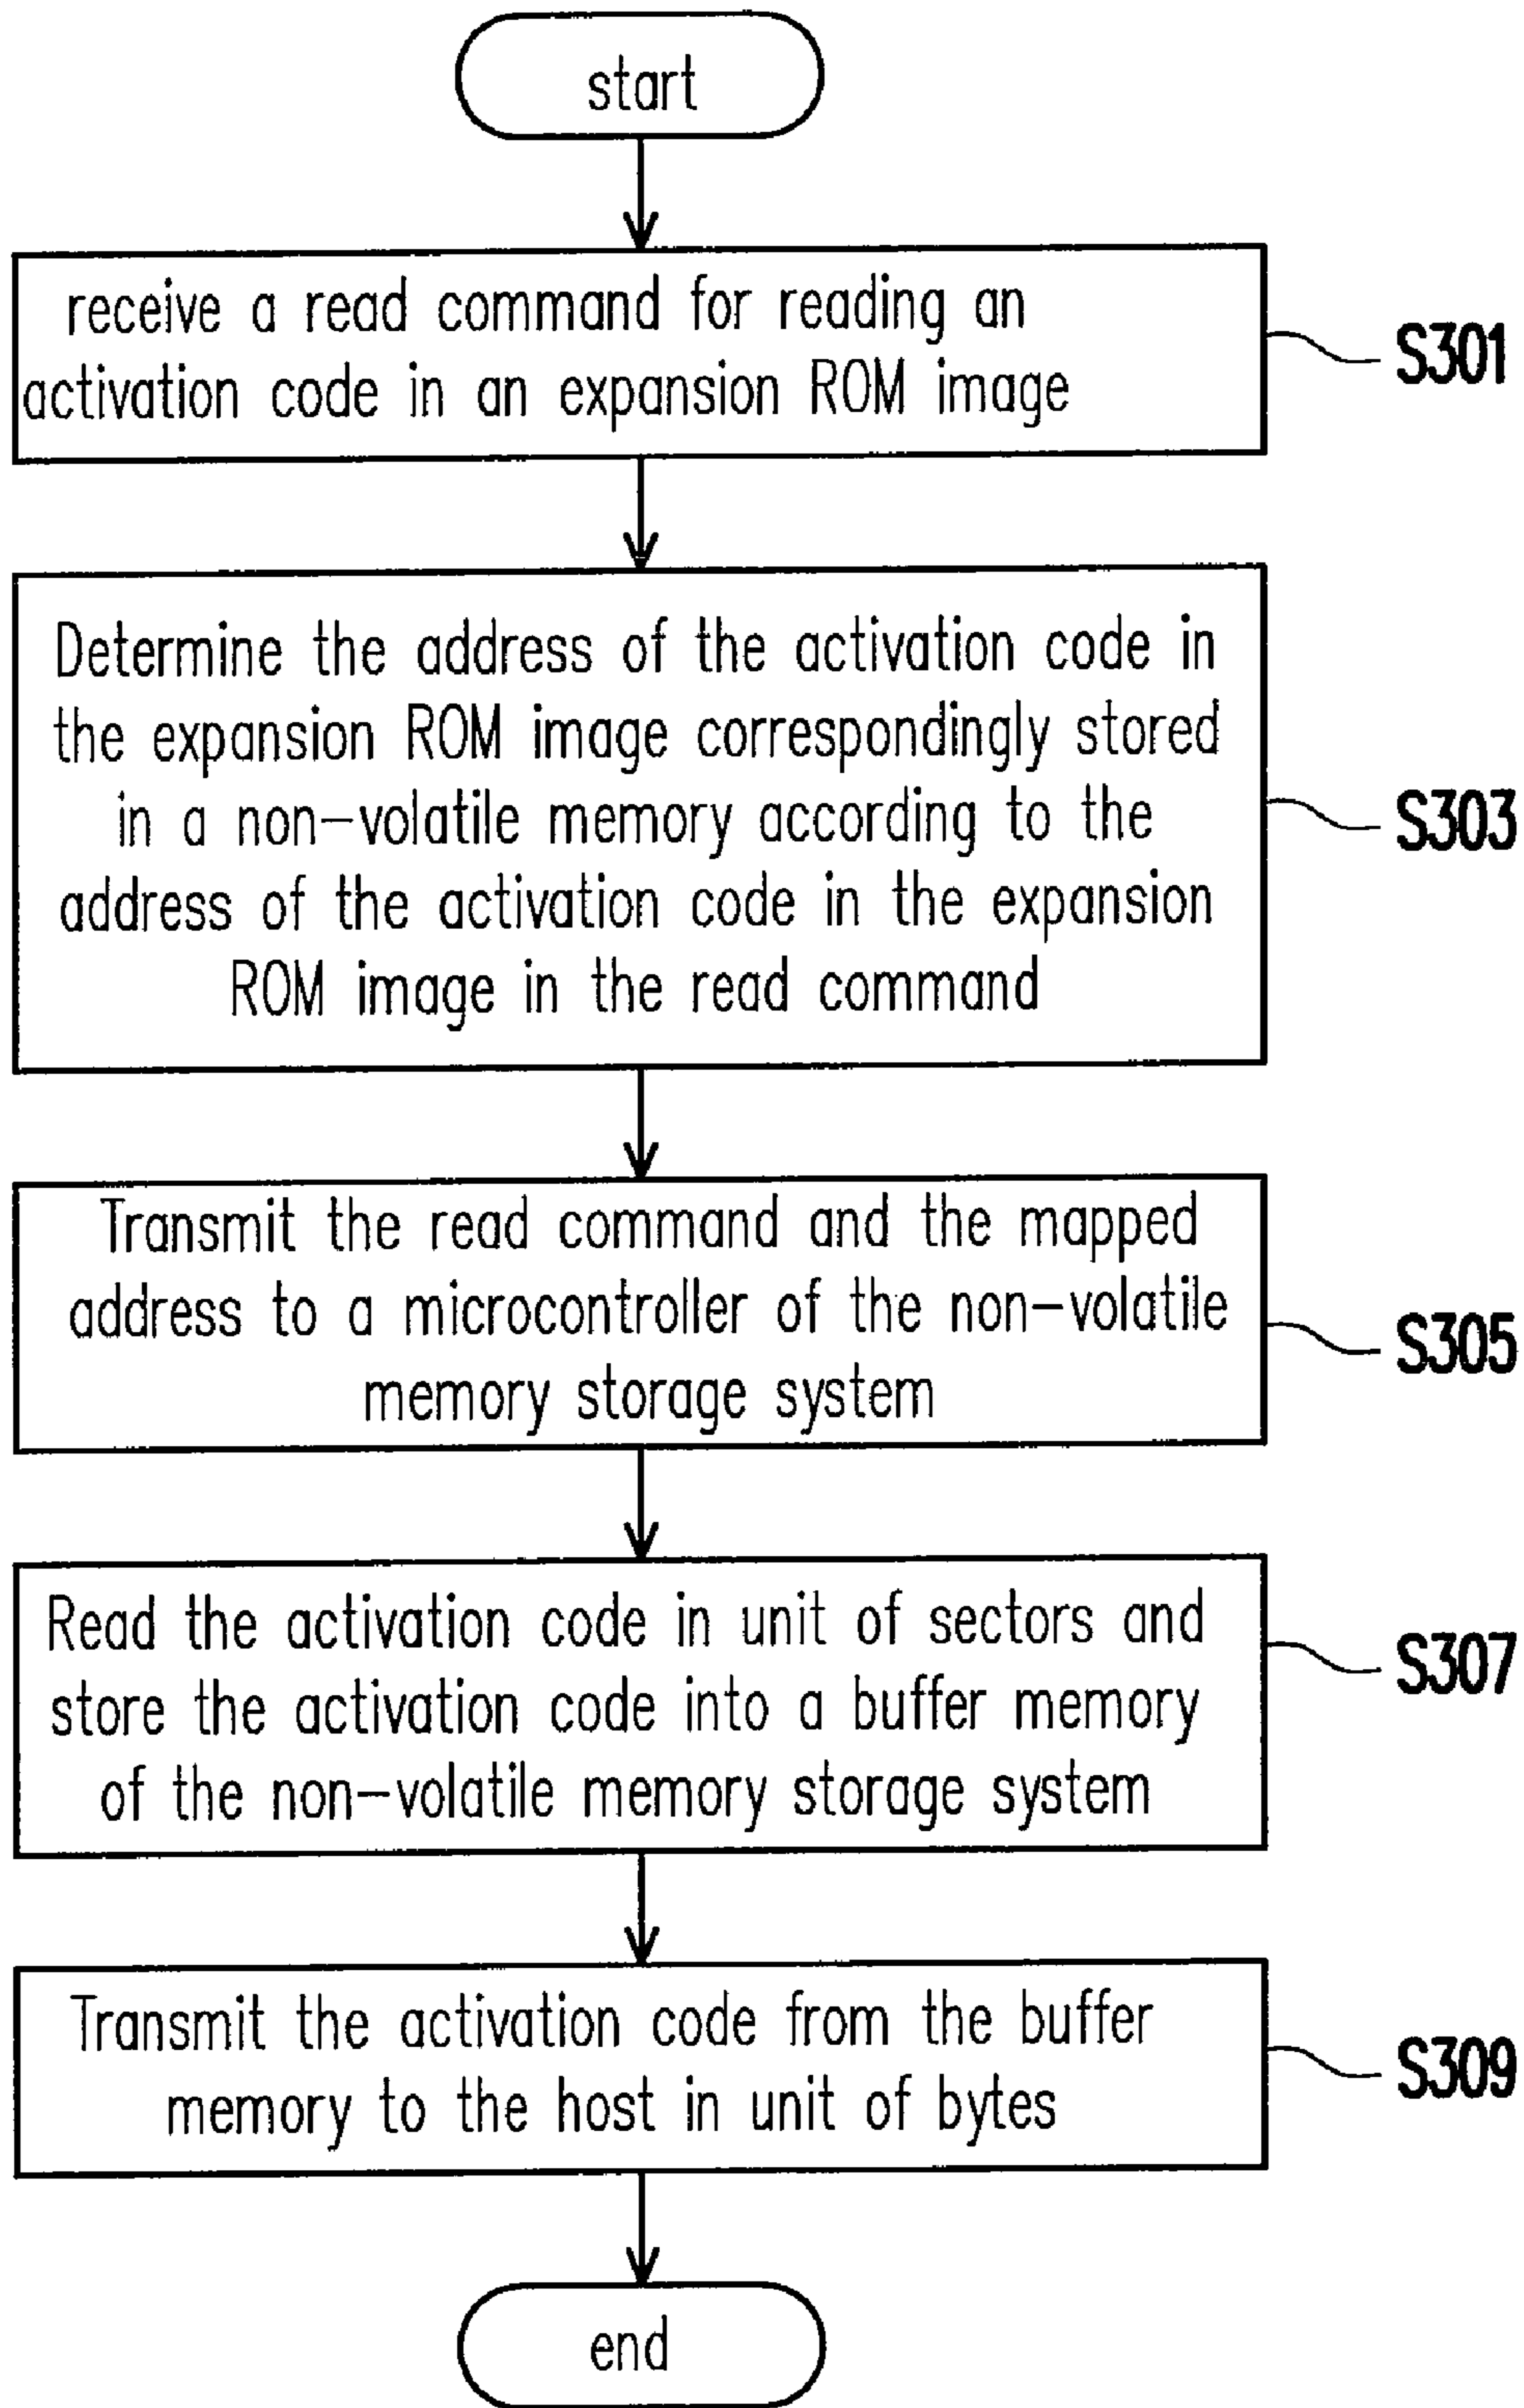 start
receive a read command for reading an
activation code in an expansion ROM image
S301
Determine the address of the activation code in
the expansion ROM image correspondingly stored
in a non-volatile memory according to the
address of the activation code in the expansion
ROM image in the read command
S303
Transmit the read command and the mapped
address to a microcontroller of the non-volatile
memory storage system
S305
Read the activation code in unit of sectors and
store the activation code into a buffer memory
of the non-volatile memory storage system
S307
Transmit the activation code from the buffer
memory to the host in unit of bytes
S309
end